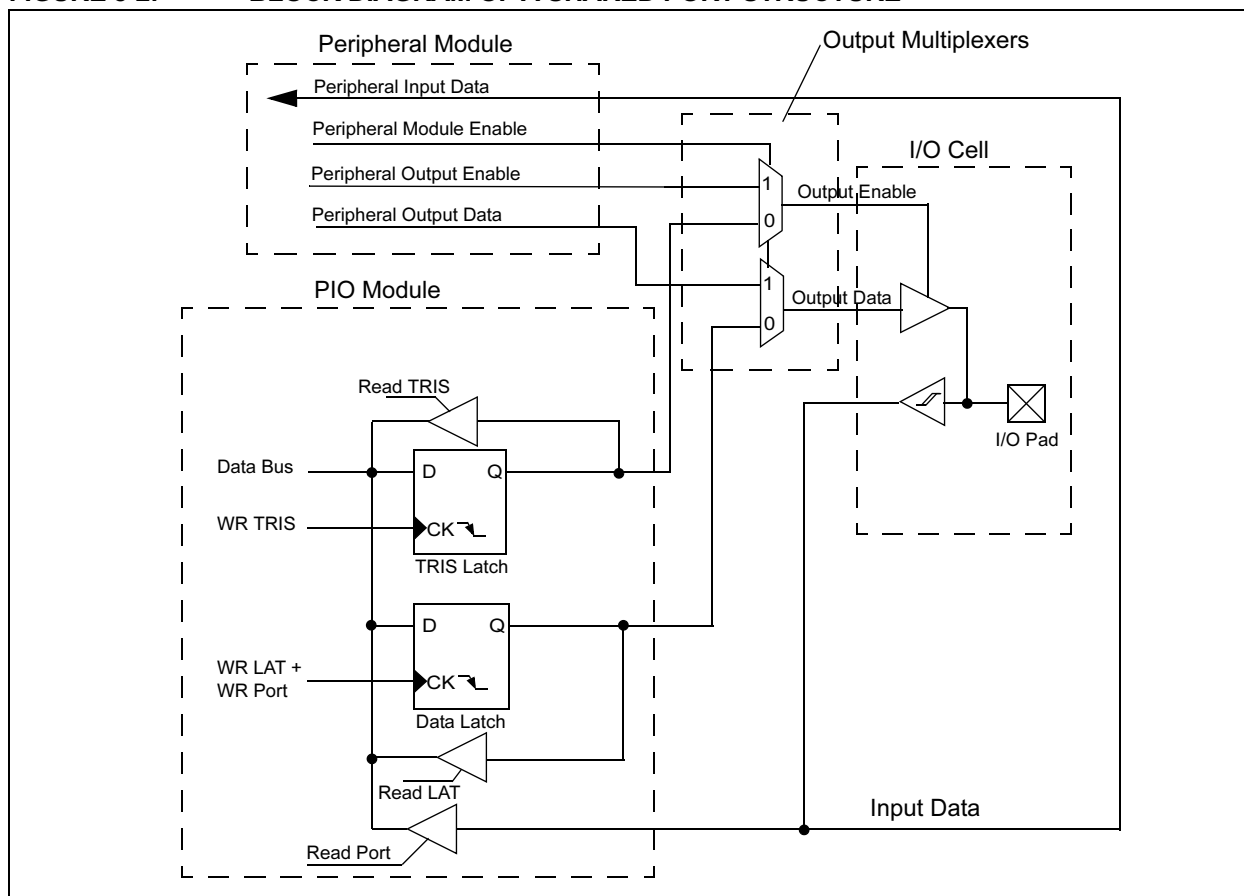 Peripheral Module
Output Multiplexers
Peripheral Input Data
Peripheral Module Enable
I/O Cell
Peripheral Output Enable
1
Output Enable
0
Peripheral Output Data
1
Output Data
0
PIO Module
Read TRIS
I/O Pad
Data Bus
D
Q
WR TRIS
CK
TRIS Latch
D
Q
WR LAT +
WR Port
CK
Data Latch
Read LAT
Input Data
Read Port